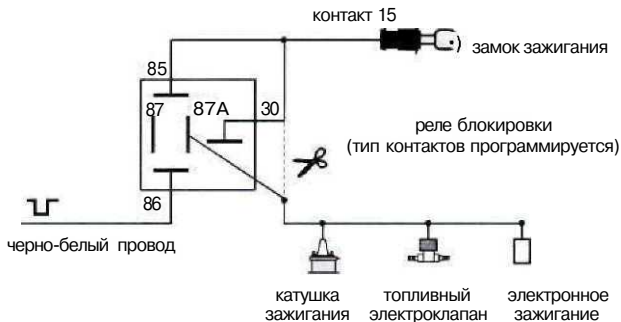 контакт 15
замок зажигания
85
87
87А
30
реле блокировки
(тип контактов программируется)
86
черно-белый провод
катушка
зажигания
топливный
электроклапан
электронное
зажигание